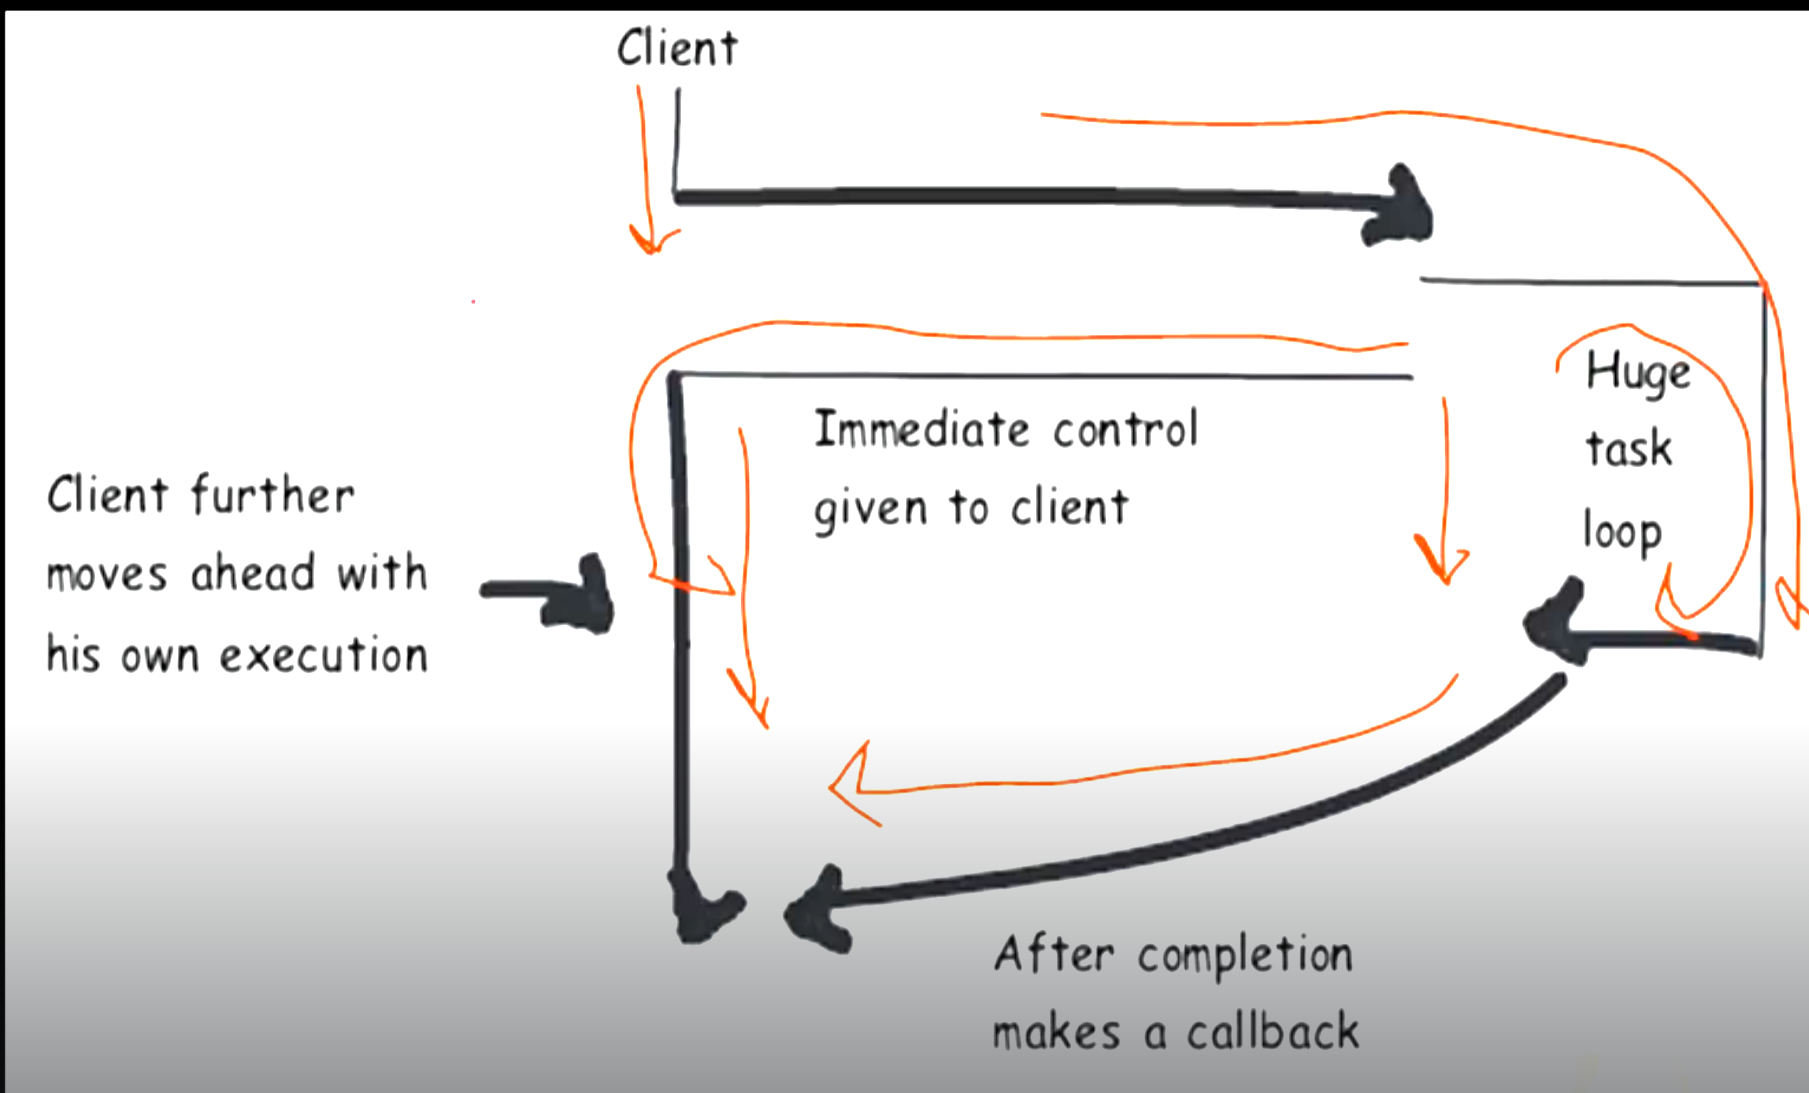 Client
Immediate control
given to client
Huge
task
loop
Client further
moves ahead with
his own execution
After completion
makes a callback